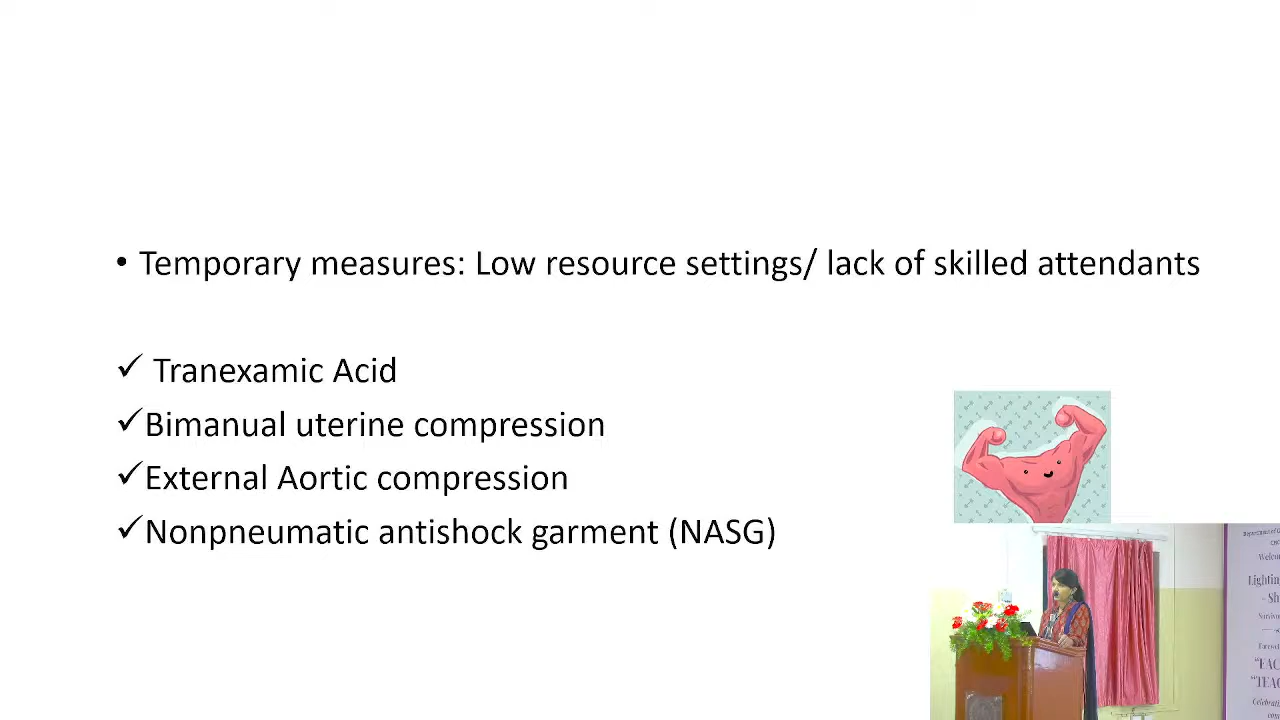 • Temporary measures: Low resource settings/ lack of skilled attendants
✓ Tranexamic Acid
✓Bimanual uterine compression
✓External Aortic compression
✓Nonpneumatic antishock garment (NASG)
Lighting